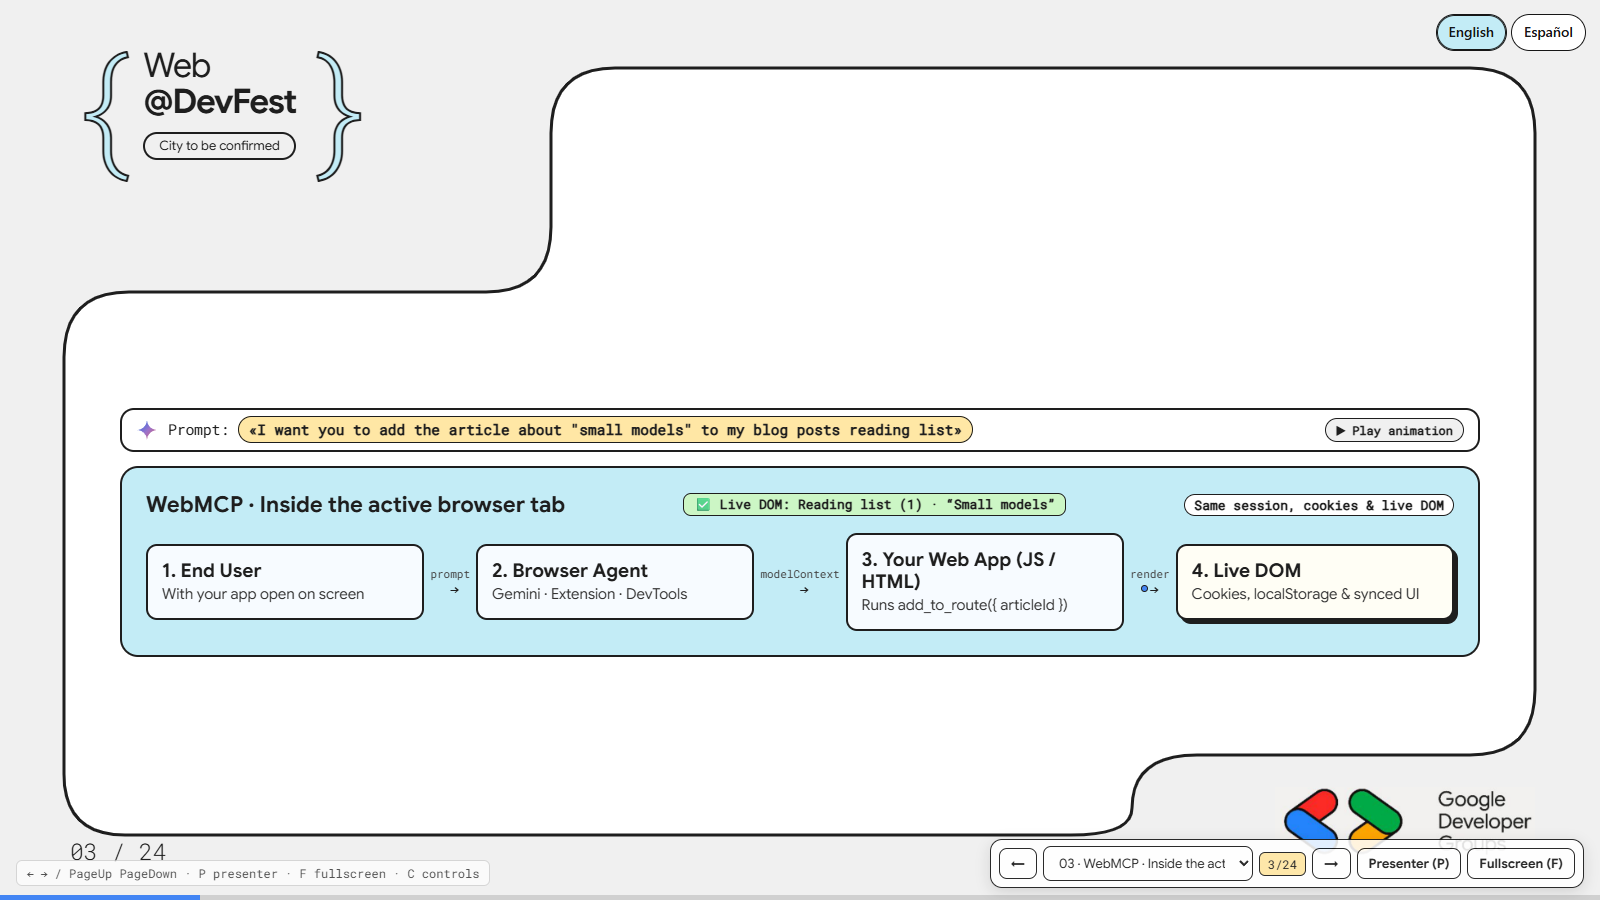 English
Español
Web
@DevFest
City to be confirmed
Prompt: «I want you to add the article about "small models" to my blog posts reading list»
▶ Play animation
WebMCP · Inside the active browser tab
✅ Live DOM: Reading list (1) · “Small models”
Same session, cookies & live DOM
1. End User
With your app open on screen
prompt
→
2. Browser Agent
Gemini · Extension · DevTools
modelContext
→
3. Your Web App (JS /
HTML)
Runs add_to_route({ articleId })
render
→
4. Live DOM
Cookies, localStorage & synced UI
Google
Developer
Groups
03 / 24
← → / PageUp PageDown · P presenter · F fullscreen · C controls
←
03 · WebMCP · Inside the act
3/24
→
Presenter (P)
Fullscreen (F)